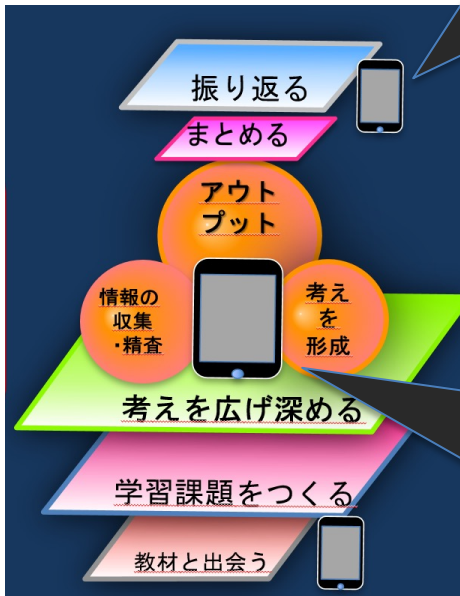 振り返る
まとめる
アウト
プット
情報の
収集
・精査
考え
を
形成
考えを広げ深める
学習課題をつくる
教材と出会う